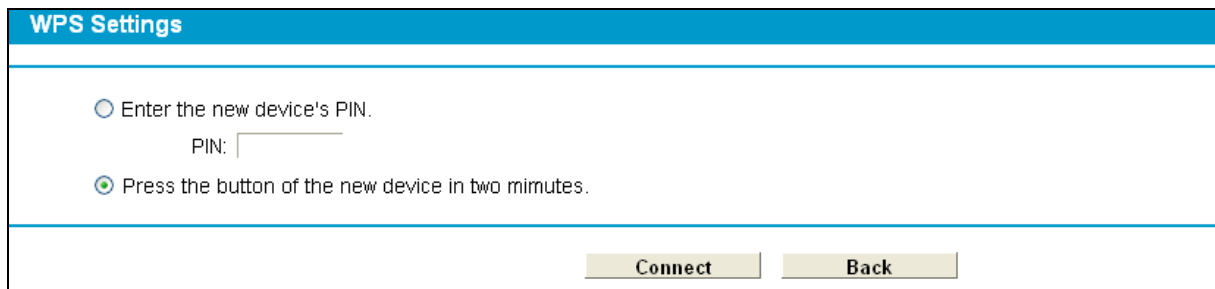 WPS Settings
Enter the new device's PIN.
PIN:
Press the button of the new device in two mimutes.
Connect Back